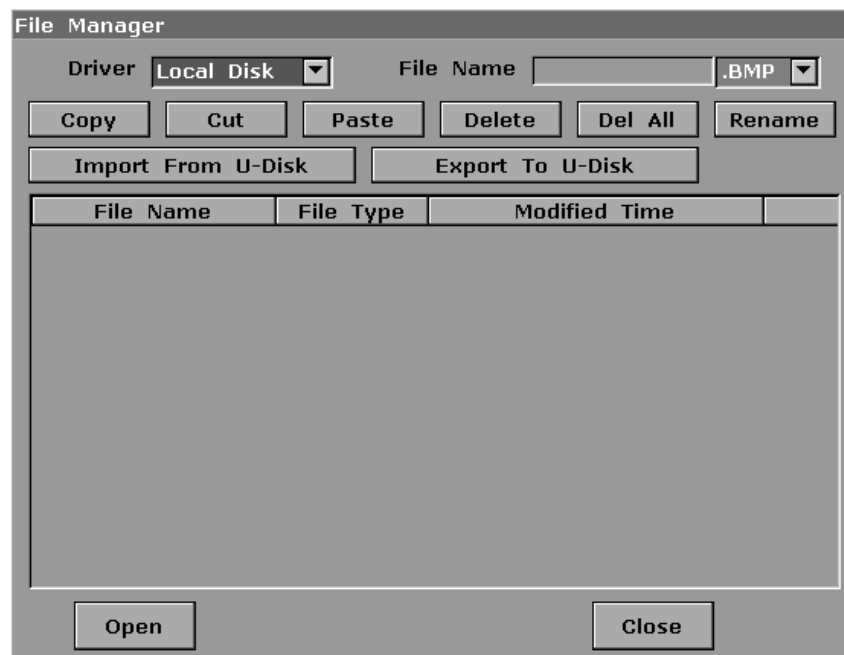 File Manager
Driver Local Disk File Name .BMP
Copy Cut Paste Delete Del All Rename
Import From U-Disk Export To U-Disk
File Name File Type Modified Time
Open Close